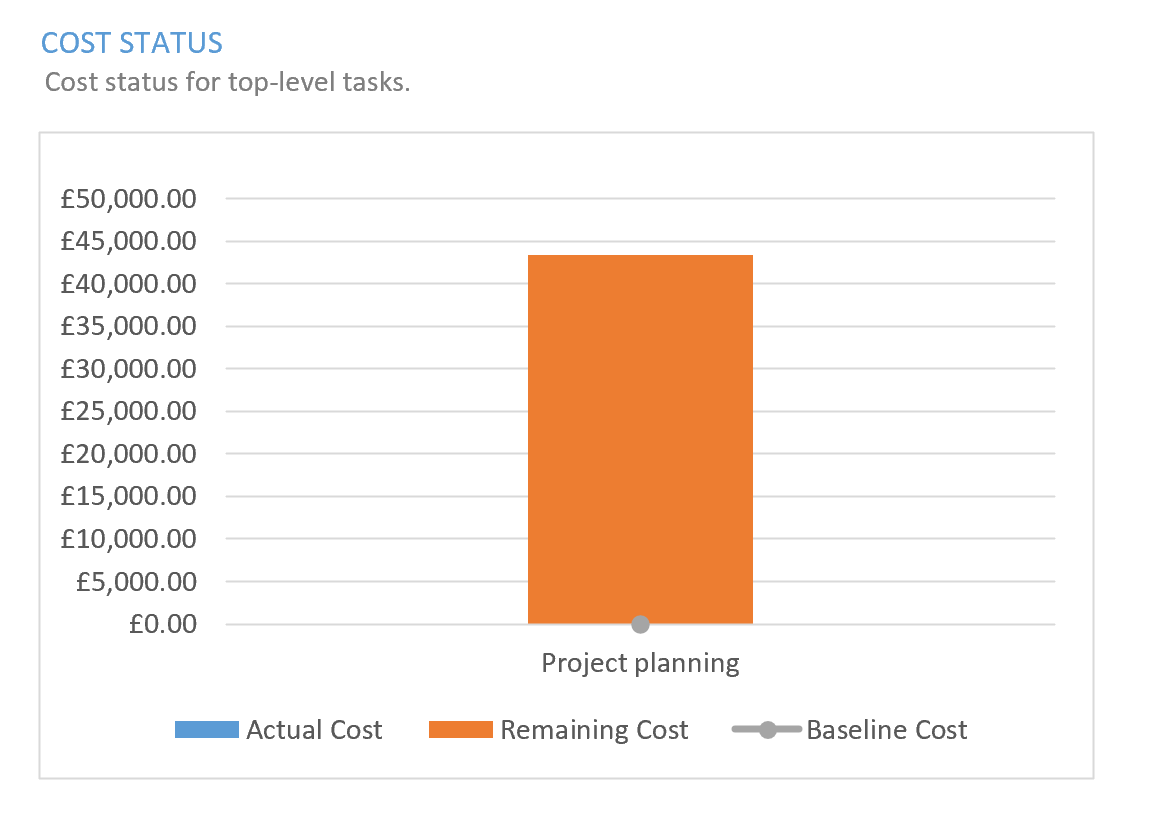 COST STATUS
Cost status for top-level tasks.
£50,000.00
£45,000.00
£40,000.00
£35,000.00
£30,000.00
£25,000.00
£20,000.00
£15,000.00
£10,000.00
£5,000.00
£0.00
Project planning
Actual Cost Remaining Cost Baseline Cost